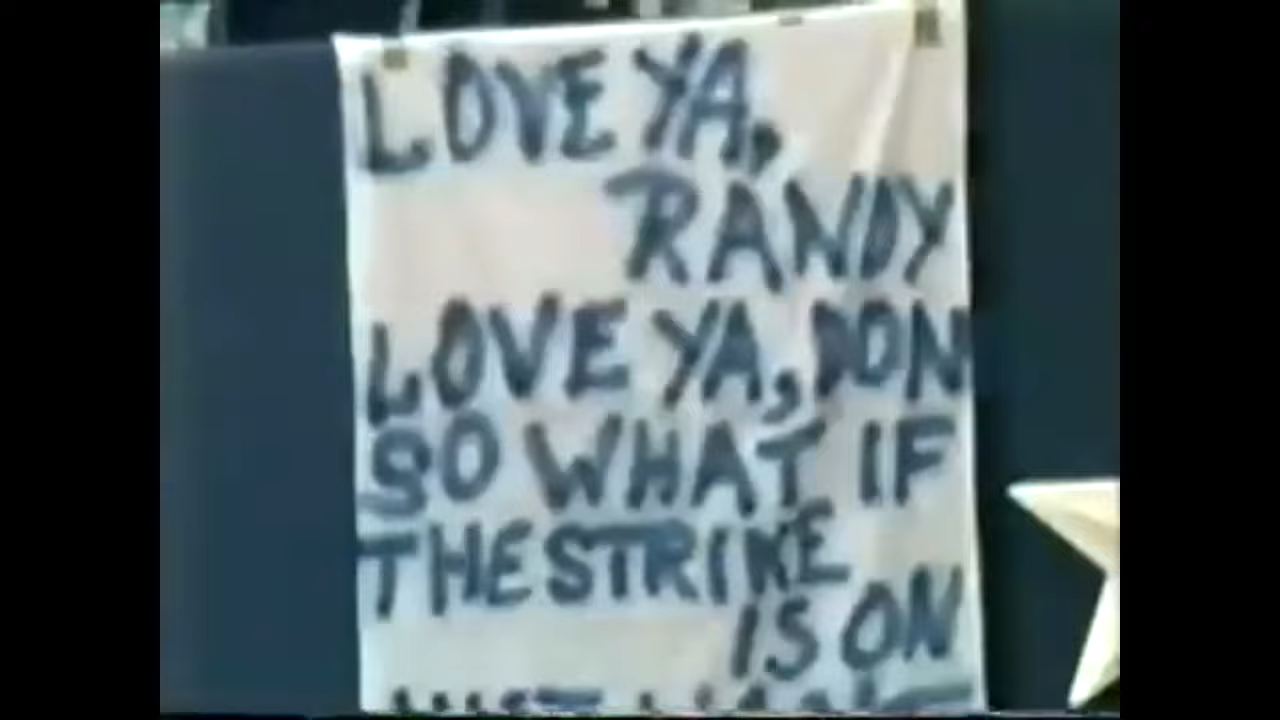 LOVE YA,
RANDY
LOVE YA, DON
SO WHAT IF
THE STRIKE
IS ON